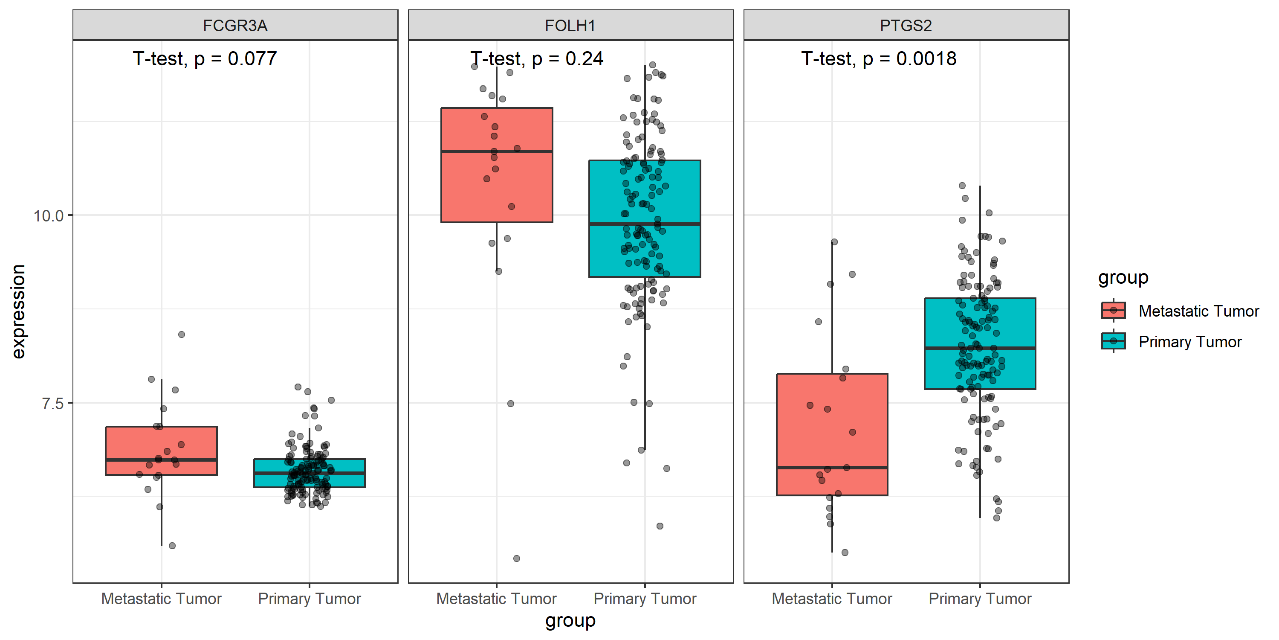 FCGR3A
FOLH1
PTGS2
T-test, p = 0.077
T-test, p = 0.24
T-test, p = 0.0018
expression
10.0
7.5
Metastatic Tumor
Primary Tumor
Metastatic Tumor
Primary Tumor
Metastatic Tumor
Primary Tumor
group
group
Metastatic Tumor
Primary Tumor